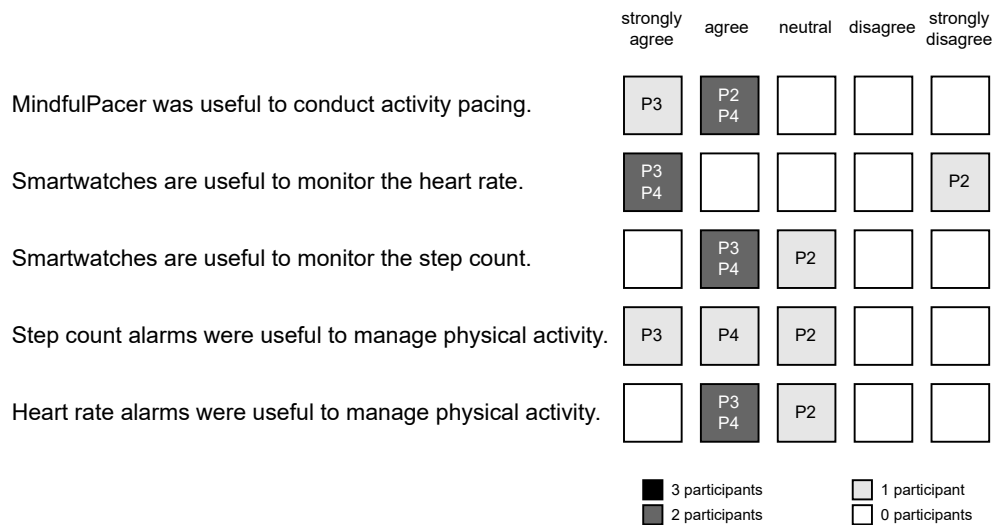 strongly agree neutral disagree strongly
agree disagree
MindfulPacer was useful to conduct activity pacing. P3 P2
P4
Smartwatches are useful to monitor the heart rate. P3 P2
P4
Smartwatches are useful to monitor the step count. P3 P2
P4
Step count alarms were useful to manage physical activity. P3 P4 P2
Heart rate alarms were useful to manage physical activity. P3 P2
P4
3 participants 1 participant
2 participants 0 participants